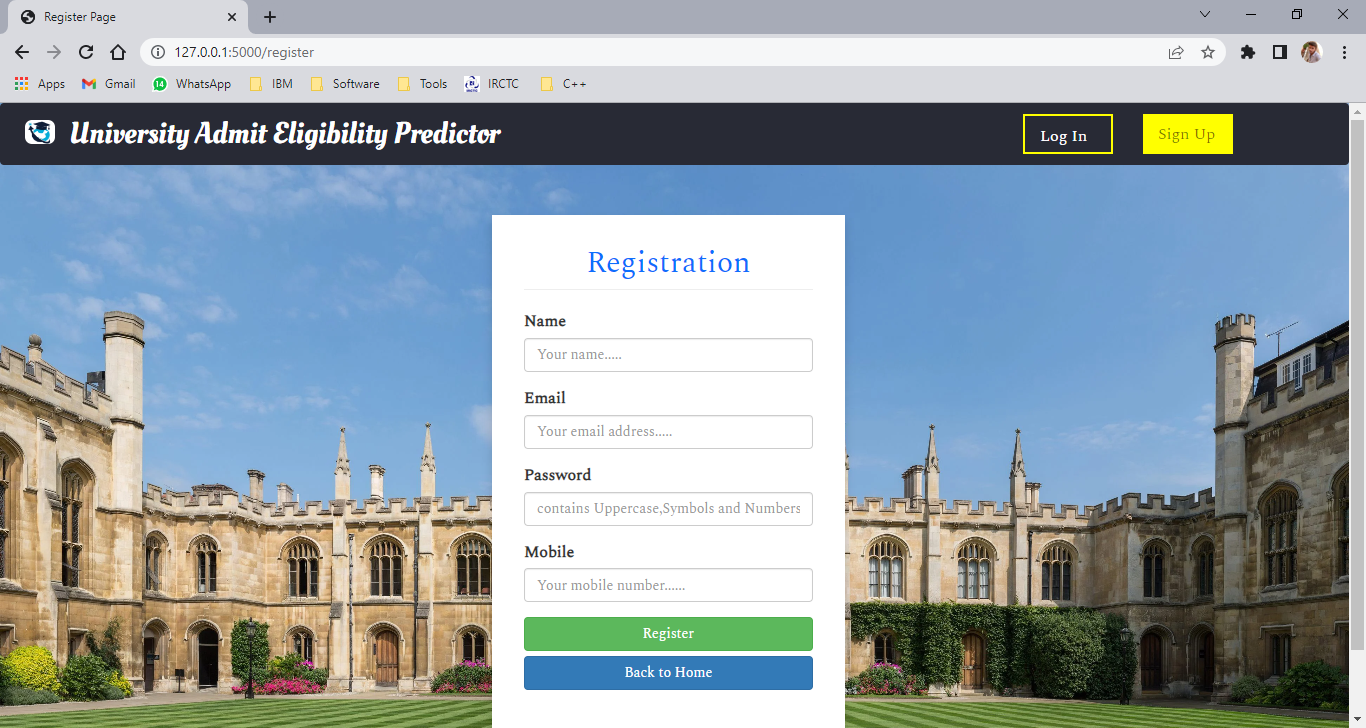 Register Page
127.0.0.1:5000/register
Apps Gmail 14 WhatsApp IBM Software Tools IRCTC C++
University Admit Eligibility Predictor Log In Sign Up
Registration
Name
Your name.....
Email
Your email address.....
Password
contains Uppercase,Symbols and Numbers
Mobile
Your mobile number......
Register
Back to Home